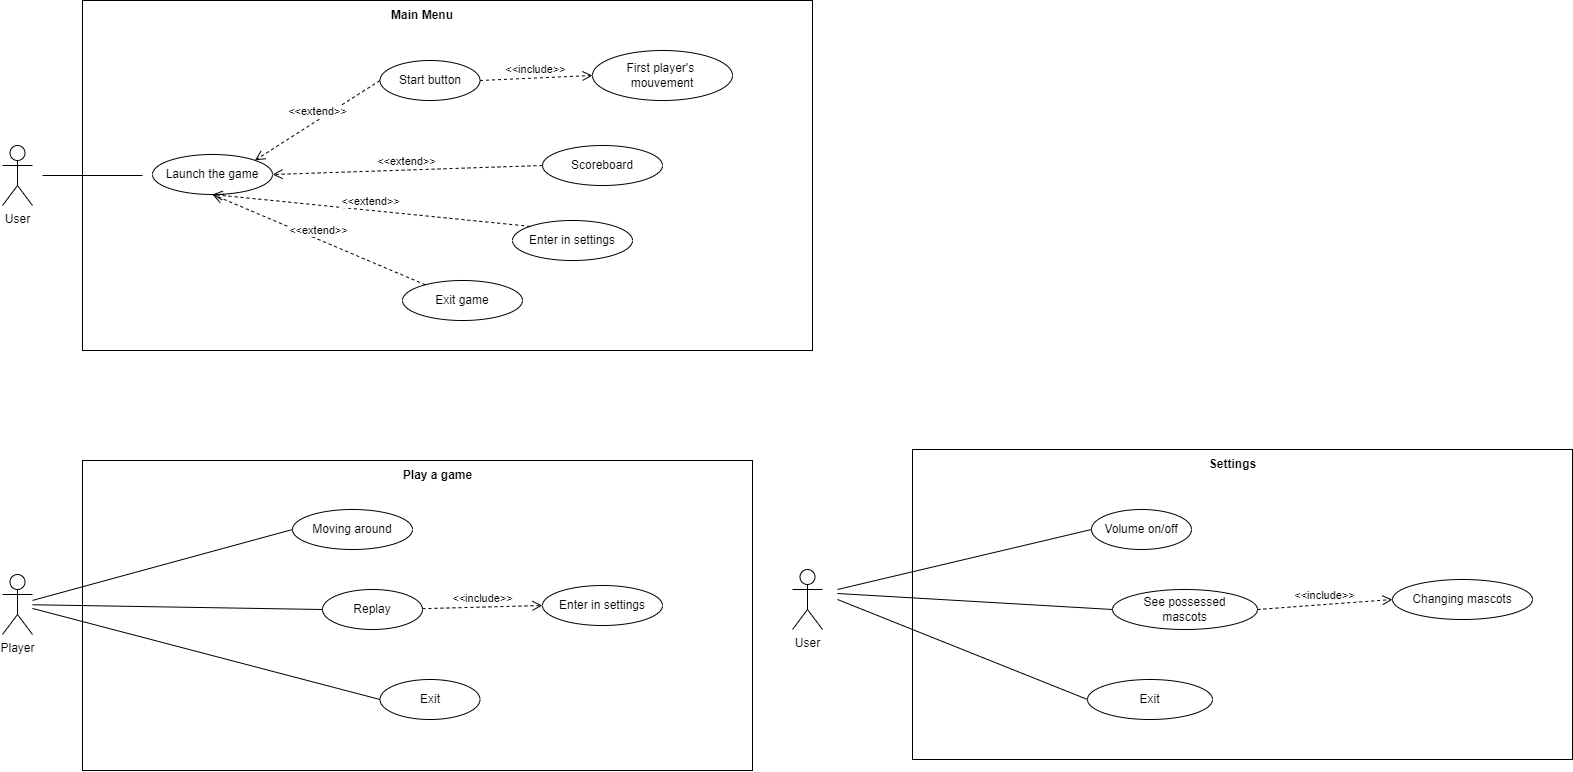 Main Menu
Start button
<<include>>
First player's
mouvement
<<extend>>
Launch the game
<<extend>>
Scoreboard
<<extend>>
Enter in settings
<<extend>>
Exit game
User
Play a game
Moving around
Replay
<<include>>
Enter in settings
Exit
Player
Settings
Volume on/off
See possessed
mascots
<<include>>
Changing mascots
Exit
User